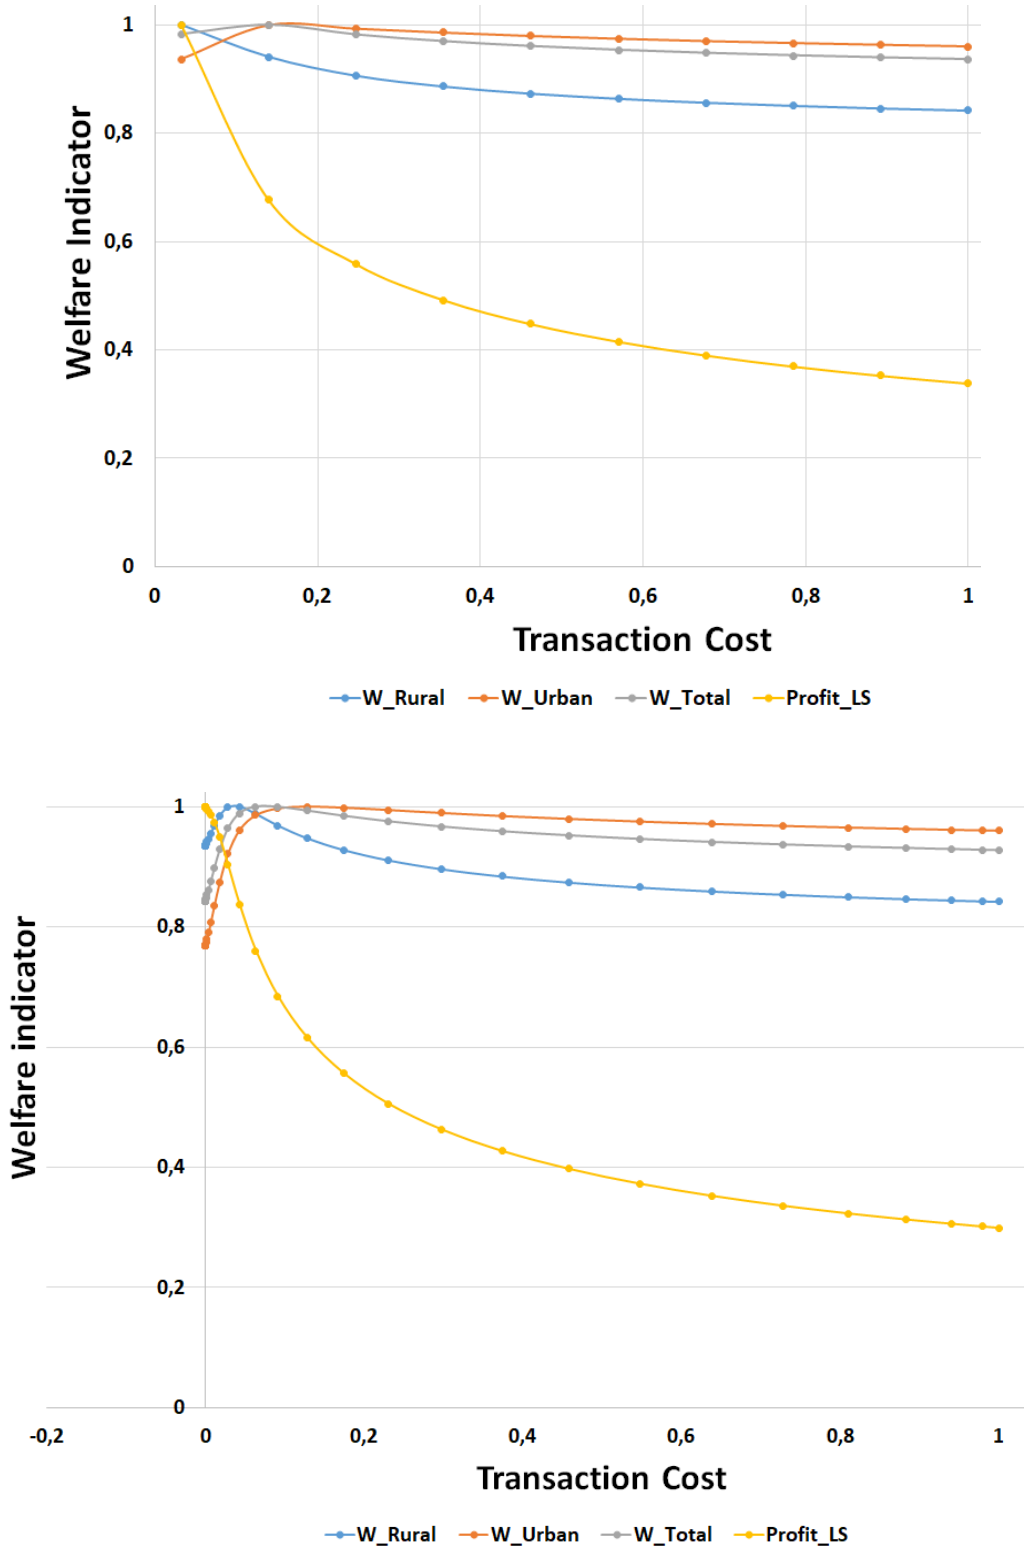 1
0,8
0,6
0,4
0,2
0
Welfare Indicator
0 0,2 0,4 0,6 0,8 1
Transaction Cost
W_Rural W_Urban W_Total Profit_LS
1
0,8
0,6
0,4
0,2
0
Welfare indicator
-0,2 0 0,2 0,4 0,6 0,8 1
Transaction Cost
W_Rural W_Urban W_Total Profit_LS